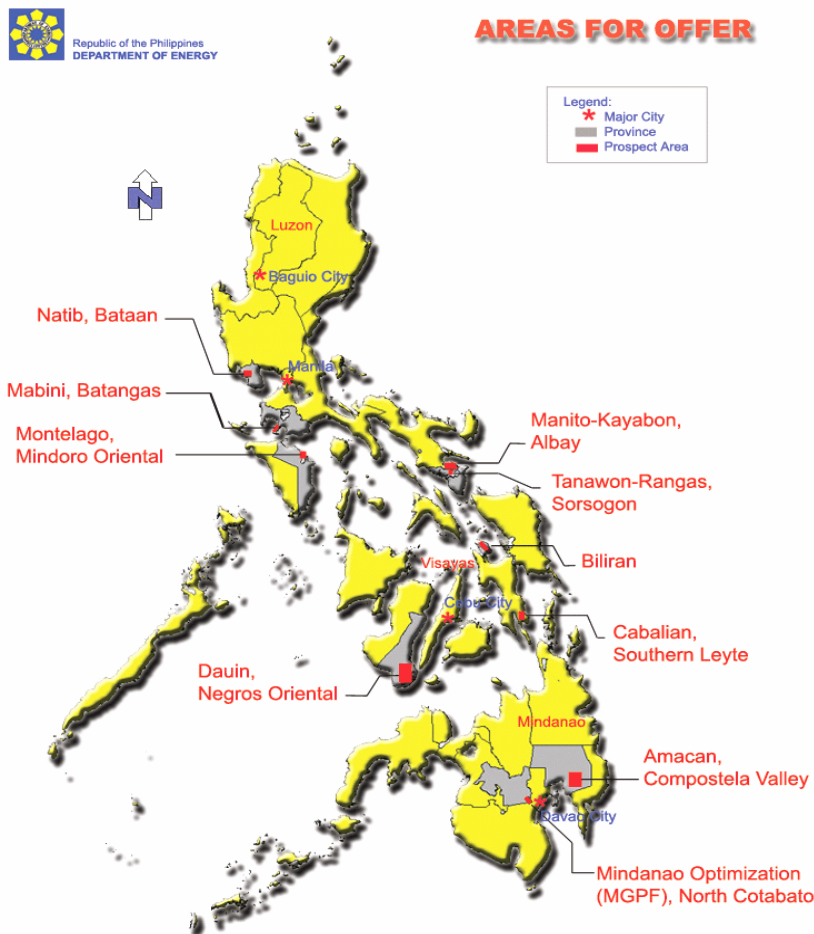 AREAS FOR OFFER
Republic of the Philippines
DEPARTMENT OF ENERGY
Legend:
Major City
Province
Prospect Area
N
Luzon
Baguio City
Natib, Bataan
Manila
Mabini, Batangas
Montelago,
Mindoro Oriental
Manito-Kayabon,
Albay
Tanawon-Rangas,
Sorsogon
Biliran
Visayas
Cebu City
Cabalian,
Southern Leyte
Dauin,
Negros Oriental
Mindanao
Amacan,
Compostela Valley
Davao City
Mindanao Optimization
(MGPF), North Cotabato